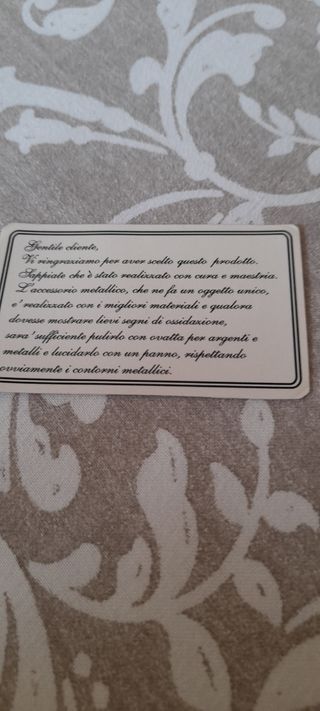 Gentile cliente,
Vi ringraziamo per aver scelto questo prodotto.
Sappiate che è stato realizzato con cura e maestria.
L'accessorio metallico, che ne fa un oggetto unico,
e' realizzato con i migliori materiali e qualora
dovesse mostrare lievi segni di ossidazione,
sara' sufficiente pulirlo con ovatta per argenti e
metalli e lucidarlo con un panno, rispettando
ovviamente i contorni metallici.